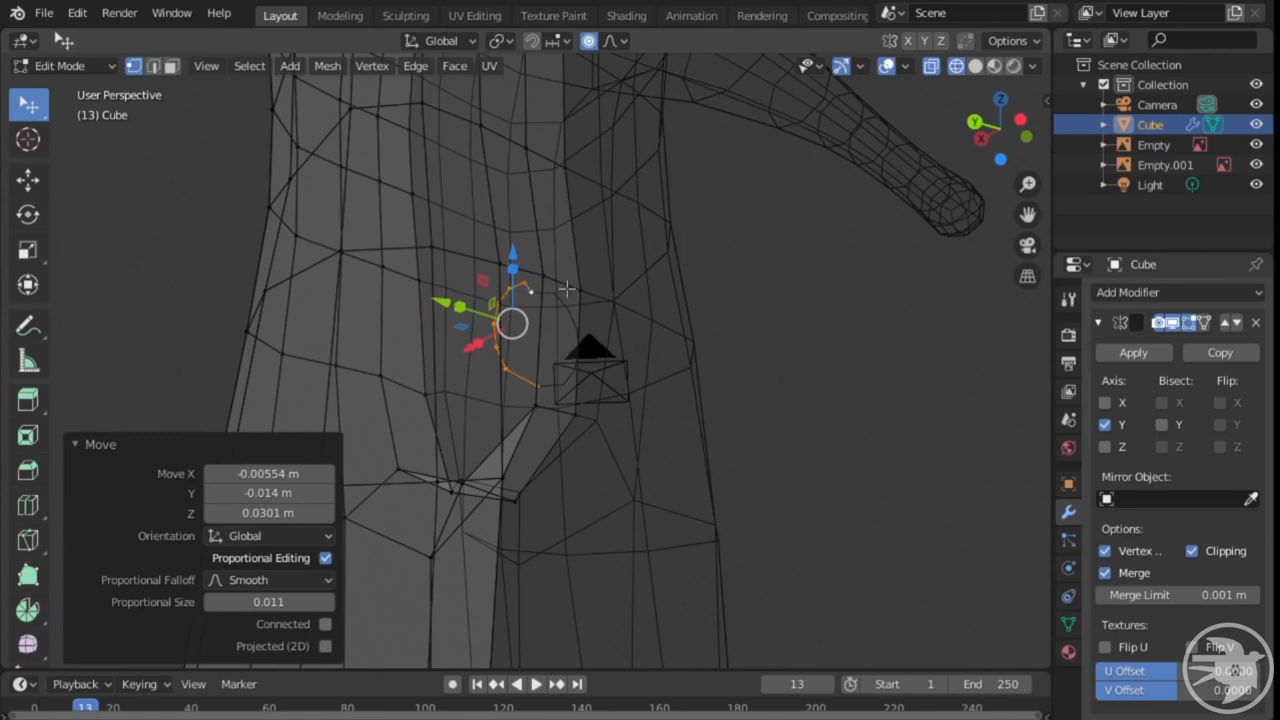 File Edit Render Window Help Layout Modeling Sculpting UV Editing Texture Paint Shading Animation Rendering Compositing Scene View Layer
Global Options
Edit Mode View Select Add Mesh Vertex Edge Face UV
X Y Z
User Perspective
(13) Cube
Z
Y
X
Scene Collection
Collection
Camera
Cube
Empty
Empty.001
Light
Cube
Add Modifier
Apply Copy
Axis: Bisect: Flip:
X X X
Y Y Y
Z Z Z
Mirror Object:
Options:
Vertex .. Clipping
Merge
Merge Limit 0.001 m
Textures:
Flip U Flip V
U Offset 0.0000
V Offset 0.0000
Move
Move X -0.00554 m
Y -0.014 m
Z 0.0301 m
Orientation Global
Proportional Editing
Proportional Falloff Smooth
Proportional Size 0.011
Connected
Projected (2D)
Playback Keying View Marker 13 Start 1 End 250
0 13 20 40 60 80 100 120 140 160 180 200 220 240